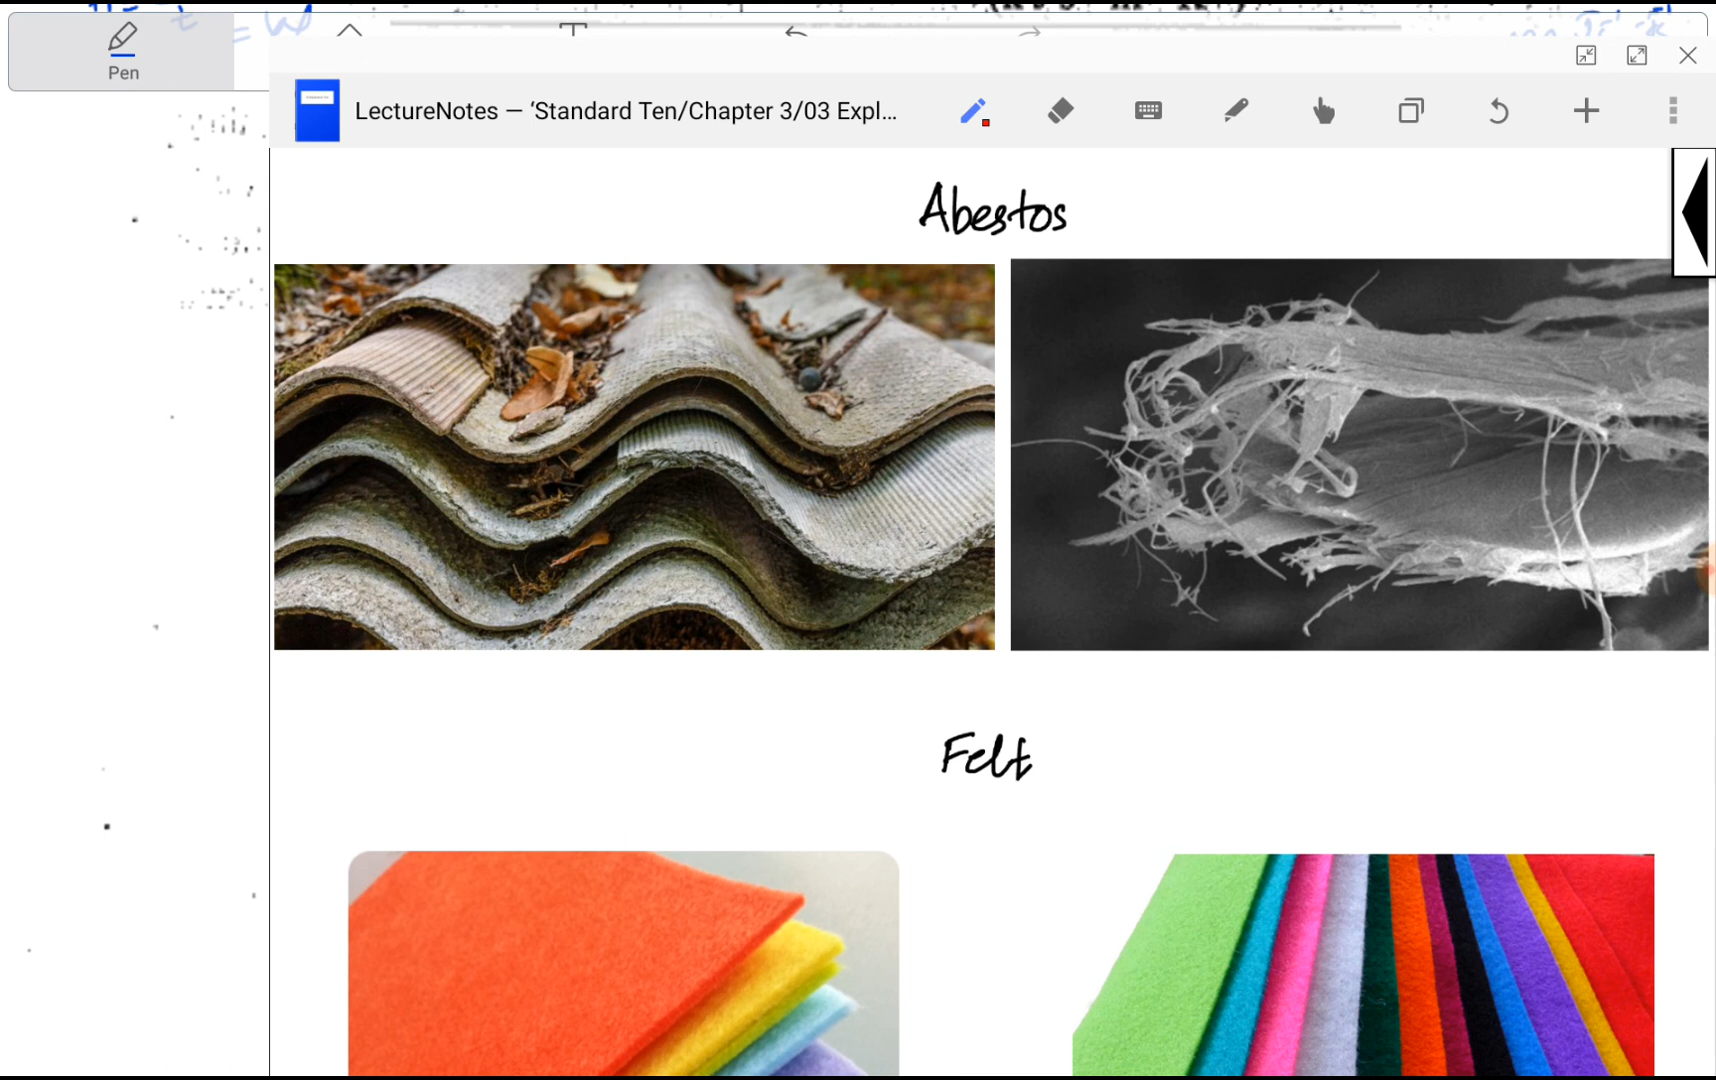 Pen
LectureNotes – ‘Standard Ten/Chapter 3/03 Expl...
Abestos
Felt